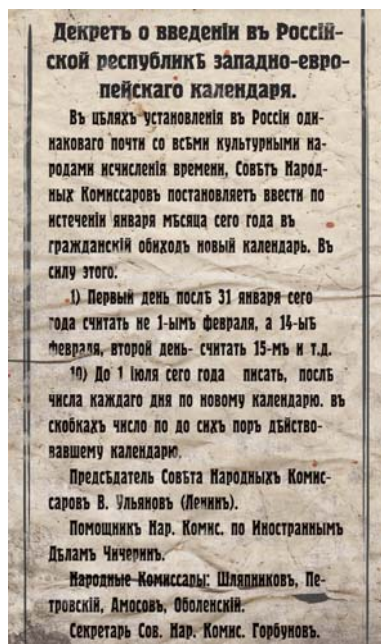 Декретъ о введенiи въ Россiй-
ской республикѣ западно-евро-
пейскаго календаря.
Въ цѣляхъ установленiя въ Россiи оди-
наковаго почти со всѣми культурными на-
родами исчисленiя времени, Совѣтъ Народ-
ныхъ Комиссаровъ постановляетъ ввести по
истеченiи января мѣсяца сего года въ
гражданскiй обиходъ новый календарь. Въ
силу этого:
1) Первый день послѣ 31 января сего
года считать не 1-ымъ февраля, а 14-ыѣ
февраля, второй день- считать 15-мъ и т.д.
10) До 1 iюля сего года писать, послѣ
числа каждаго дня по новому календарю. въ
скобкахъ число по до сихъ поръ дѣйство-
вавшему календарю.
Предсѣдатель Совѣта Народныхъ Комис-
саровъ В. Ульяновъ (Ленинъ).
Помощникъ Нар. Комис. по Иностраннымъ
Дѣламъ Чичеринъ.
Народные Комиссары: Шляпниковъ, Пе-
тровскiй, Амосовъ, Оболенскiй.
Секретарь Сов. Нар. Комис. Горбуновъ.